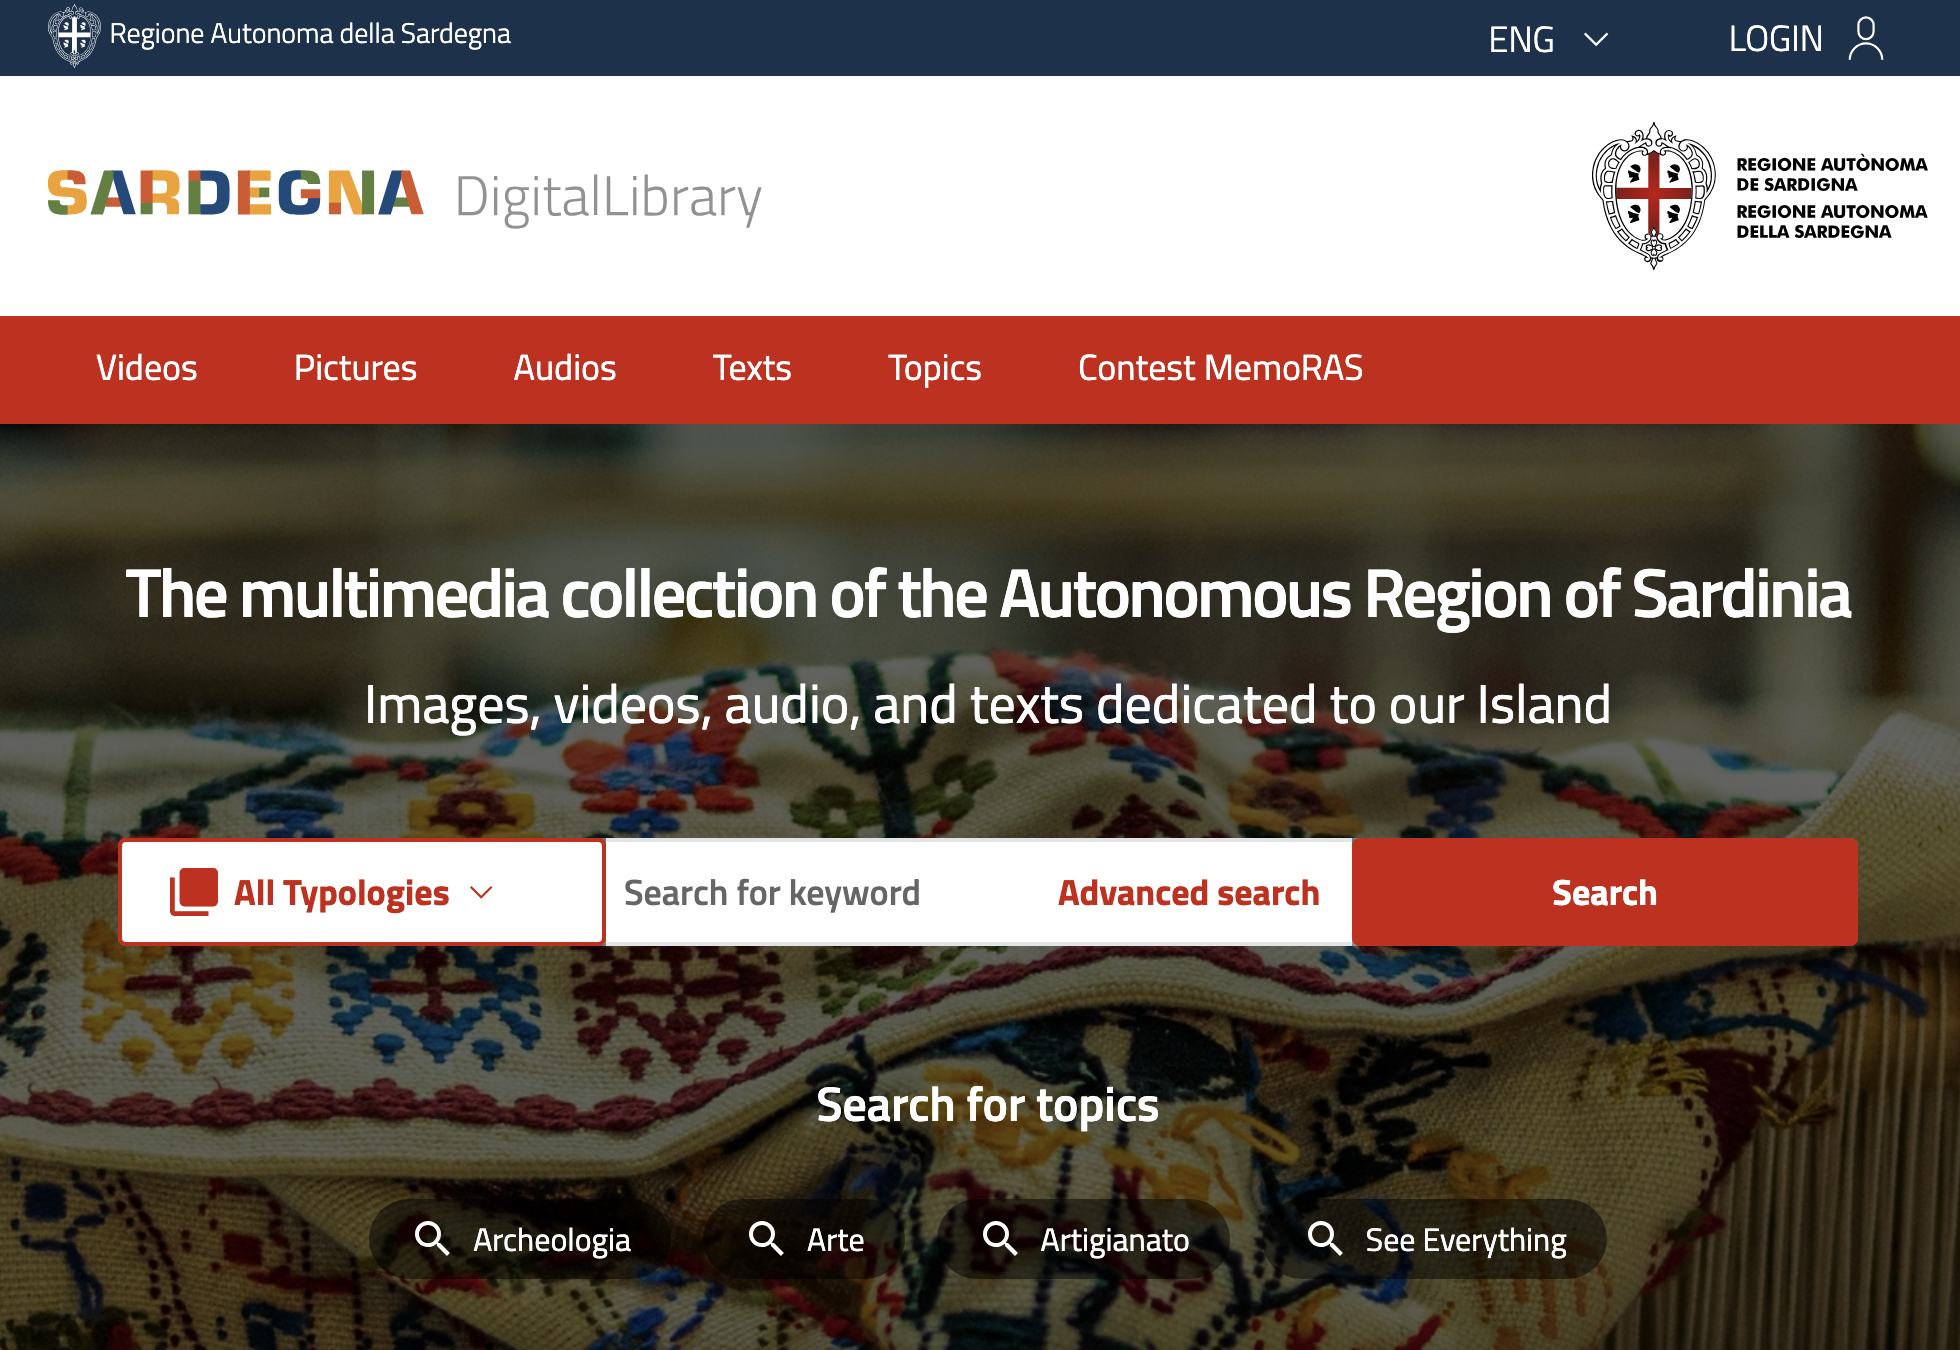 Regione Autonoma della Sardegna
ENG
LOGIN
SARDEGNA DigitalLibrary
REGIONE AUTÒNOMA
DE SARDIGNA
REGIONE AUTONOMA
DELLA SARDEGNA
Videos
Pictures
Audios
Texts
Topics
Contest MemoRAS
The multimedia collection of the Autonomous Region of Sardinia
Images, videos, audio, and texts dedicated to our Island
All Typologies
Search for keyword
Advanced search
Search
Search for topics
Archeologia
Arte
Artigianato
See Everything